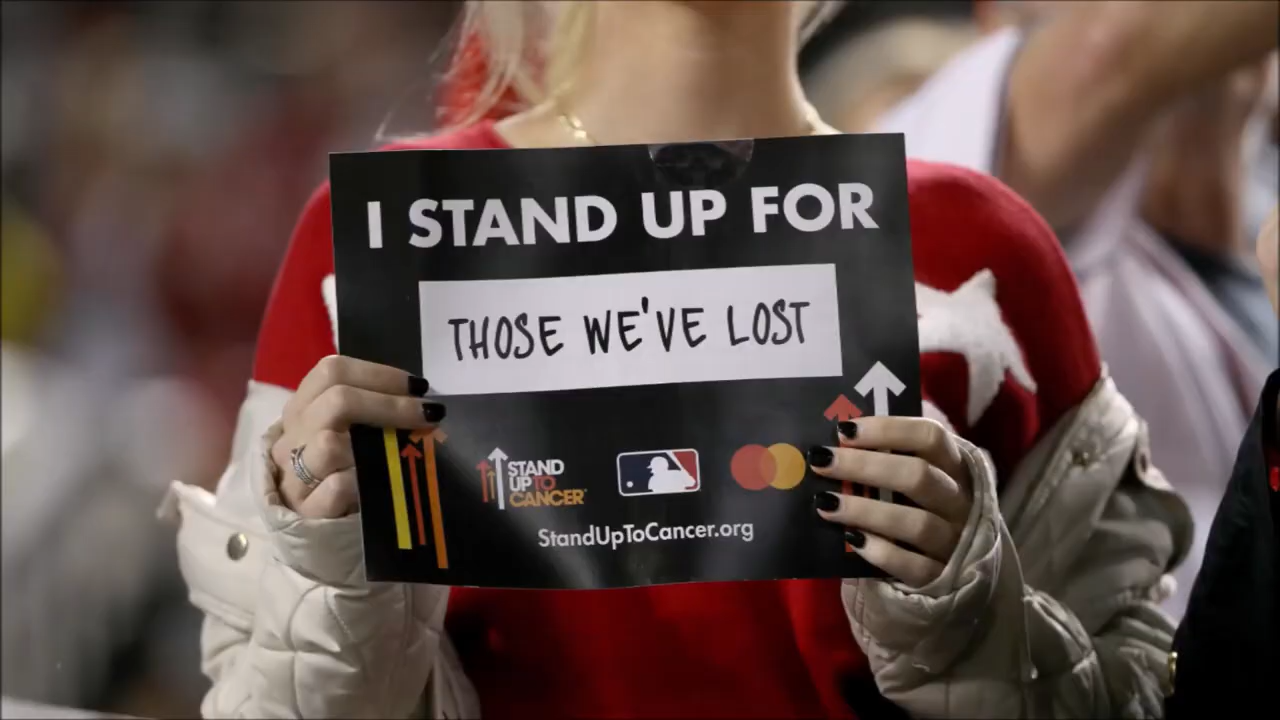 I STAND UP FOR
THOSE WE'VE LOST
STAND
UP TO
CANCER
StandUpToCancer.org